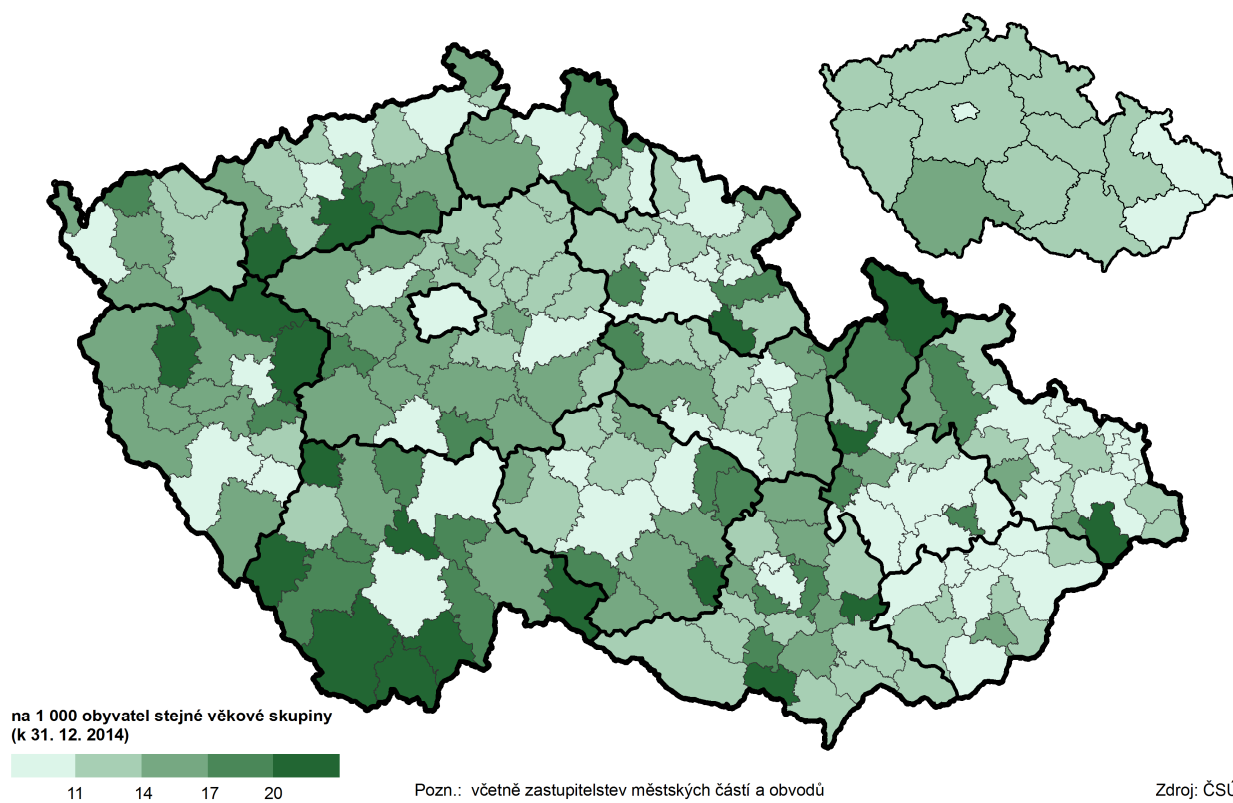 na 1 000 obyvatel stejné věkové skupiny
(k 31. 12. 2014)
11 14 17 20
Pozn.: včetně zastupitelstev městských částí a obvodů
Zdroj: ČSÚ